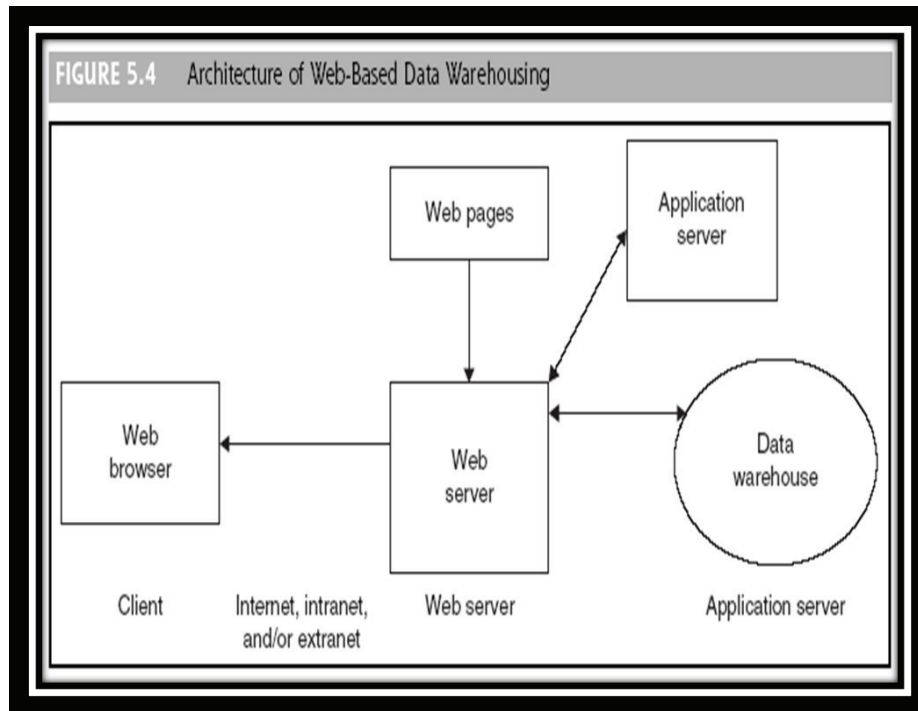 FIGURE 5.4 Architecture of Web-Based Data Warehousing
Web pages
Application
server
Web
browser
Web
server
Data
warehouse
Client
Internet, intranet,
and/or extranet
Web server
Application server